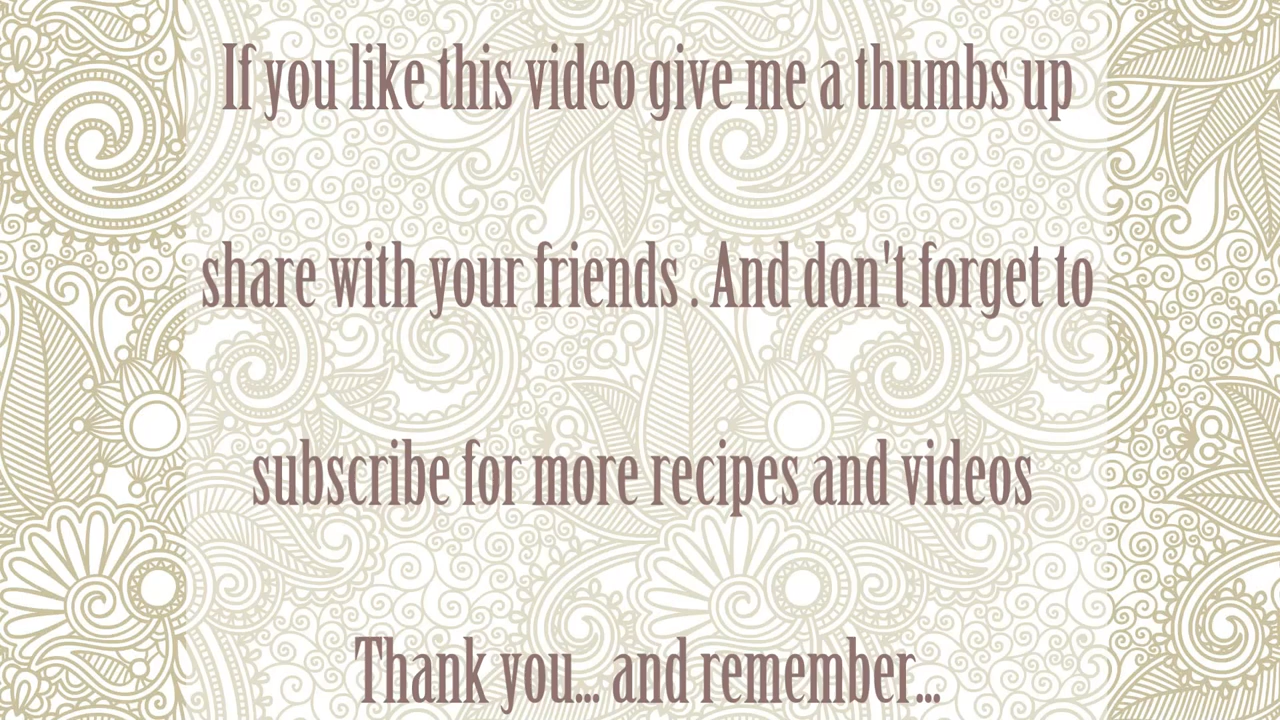 If you like this video give me a thumbs up
share with your friends . And don't forget to
subscribe for more recipes and videos
Thank you... and remember...